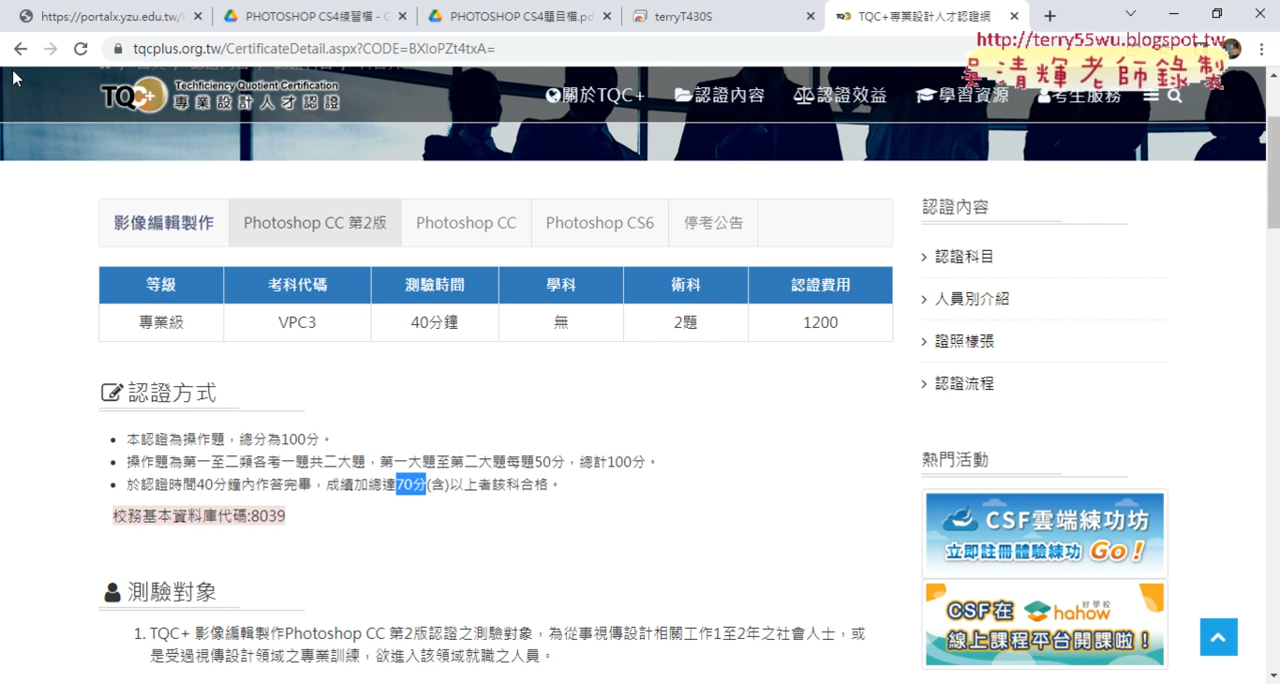 https://portalx.yzu.edu.tw/
PHOTOSHOP CS4練習檔 - G
PHOTOSHOP CS4題目檔.pd
terryT430S
TQC+專業設計人才認證網
tqcplus.org.tw/CertificateDetail.aspx?CODE=BXIoPZt4txA=
http://terry55wu.blogspot.tw
吳清輝老師錄製
TQC+
Techficiency Quotient Certification
專業設計人才認證
關於TQC+
認證內容
認證效益
學習資源
考生服務
影像編輯製作
Photoshop CC 第2版
Photoshop CC
Photoshop CS6
停考公告
等級 考科代碼 測驗時間 學科 術科 認證費用
專業級 VPC3 40分鐘 無 2題 1200
認證方式
• 本認證為操作題，總分為100分。
• 操作題為第一至二類各考一題共二大題，第一大題至第二大題每題50分，總計100分。
• 於認證時間40分鐘內作答完畢，成績加總達70分(含)以上者該科合格。
校務基本資料庫代碼:8039
測驗對象
1. TQC+ 影像編輯製作Photoshop CC 第2版認證之測驗對象，為從事視傳設計相關工作1至2年之社會人士，或
是受過視傳設計領域之專業訓練，欲進入該領域就職之人員。
認證內容
認證科目
人員別介紹
證照樣張
認證流程
熱門活動
CSF雲端練功坊
立即註冊體驗練功 Go！
CSF在 好學校 hahow
線上課程平台開課啦！